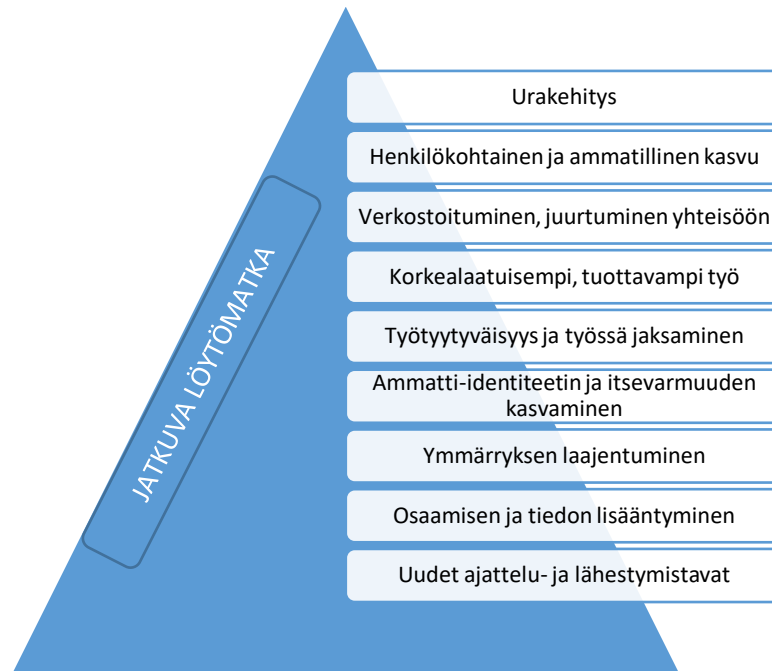 Urakehitys
Henkilökohtainen ja ammatillinen kasvu
Verkostoituminen, juurtuminen yhteisöön
Korkealaatuisempi, tuottavampi työ
Työtyytyväisyys ja työssä jaksaminen
Ammatti-identiteetin ja itsevarmuuden
kasvaminen
Ymmärryksen laajentuminen
Osaamisen ja tiedon lisääntyminen
Uudet ajattelu- ja lähestymistavat
JATKUVA LÖYTÖMATKA